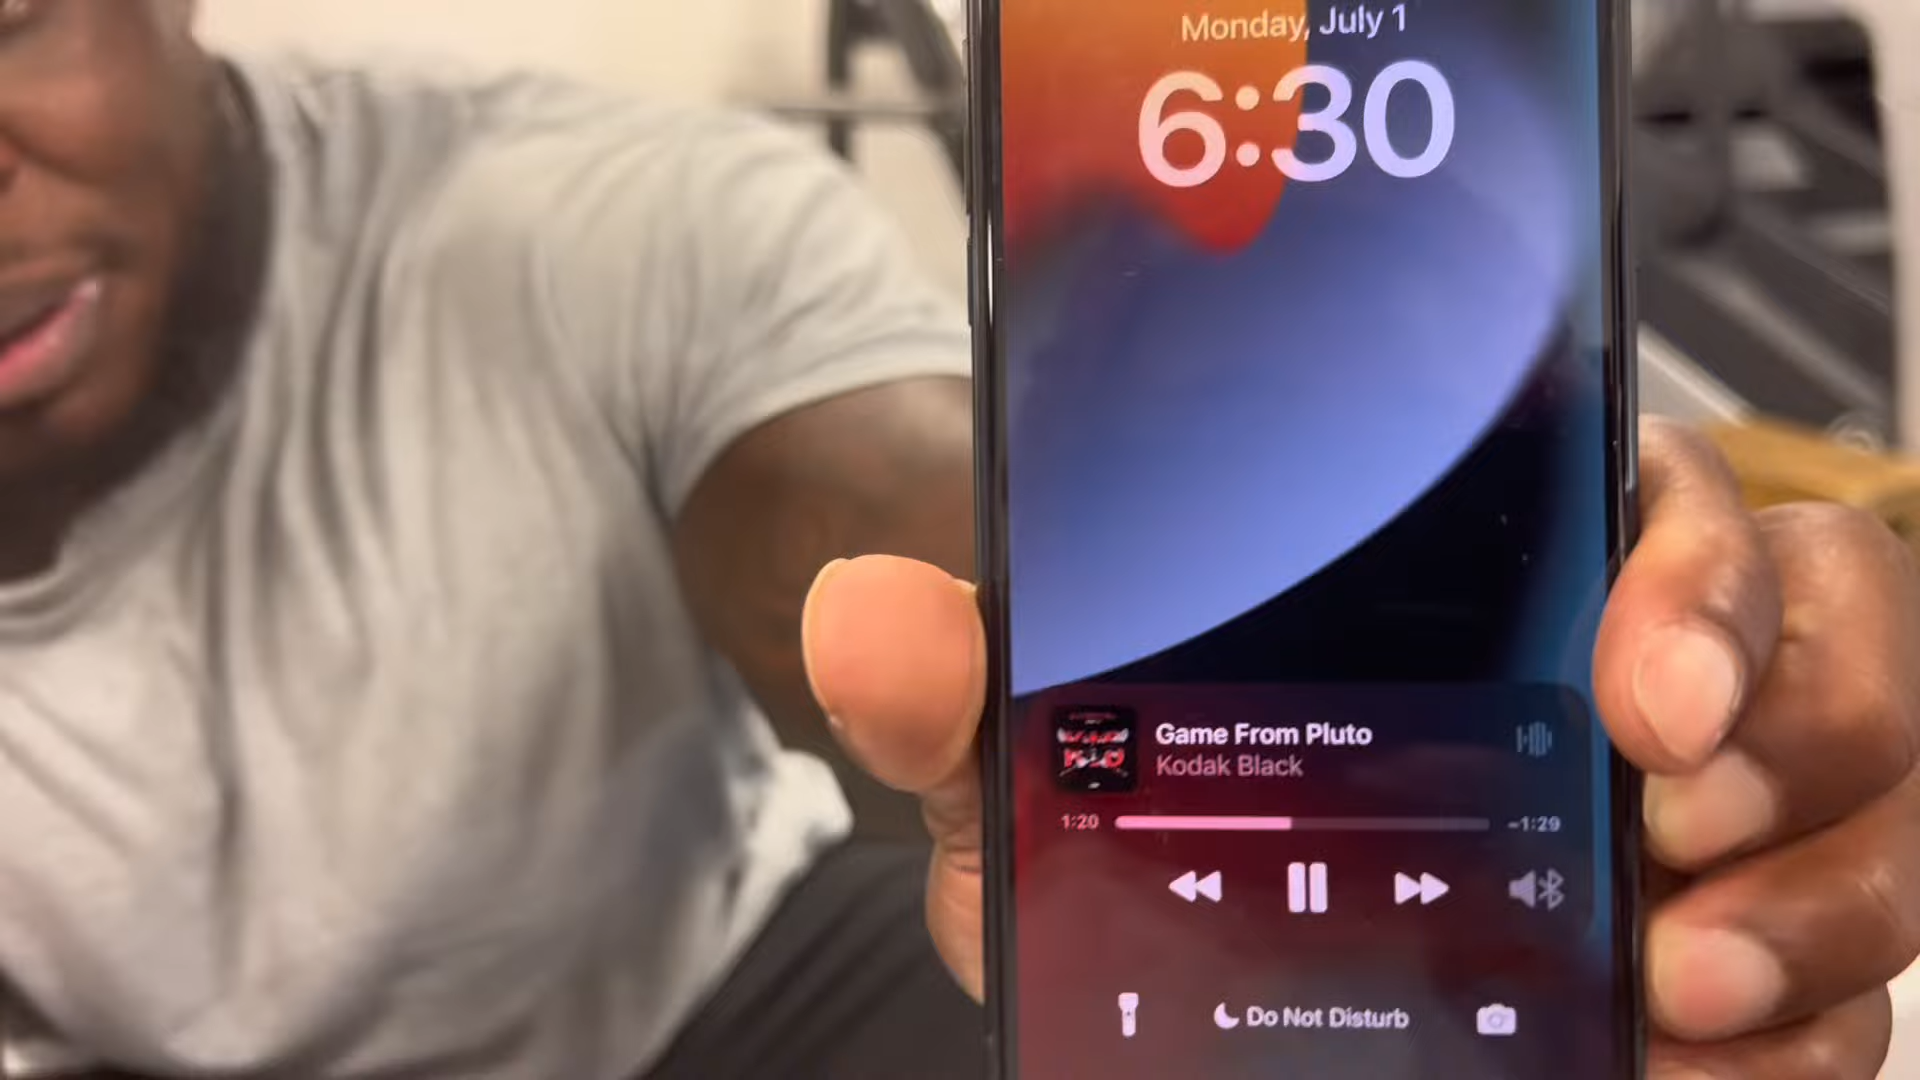 Monday, July 1
6:30
Game From Pluto
Kodak Black
1:20
-1:29
Do Not Disturb